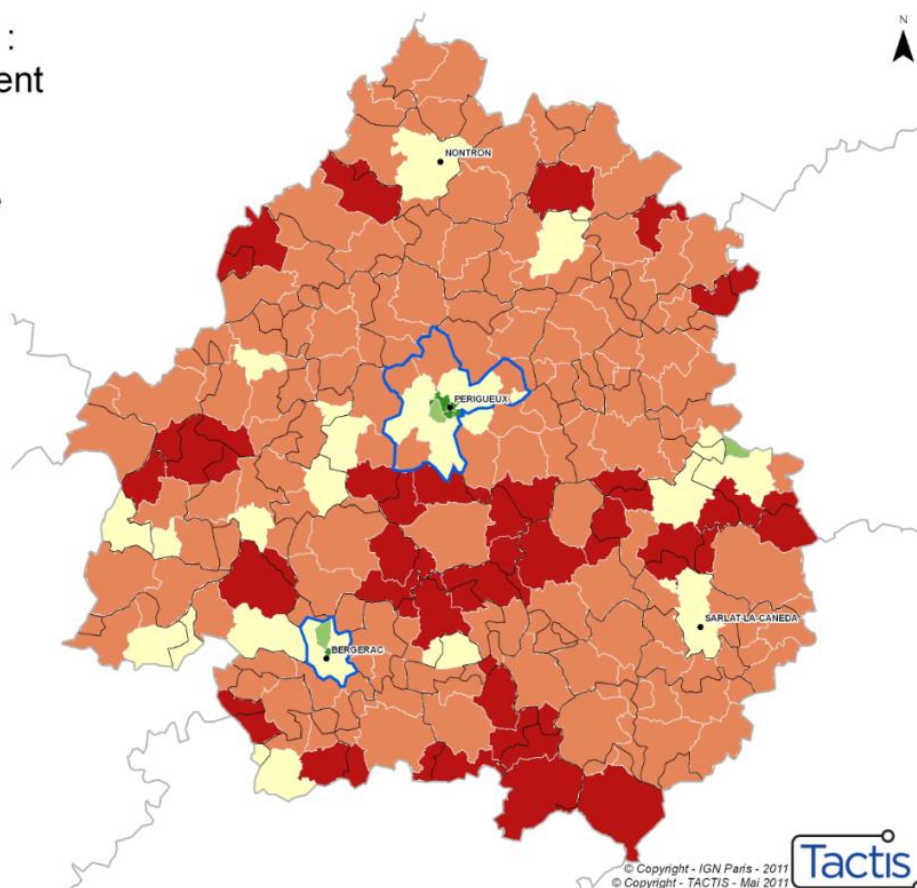 :
ent
N
NONTRON
PERIGUEUX
SARLAT-LA-CANEDA
BERGERAC
© Copyright - IGN Paris - 2011
© Copyright - TACTIS - Mai 2011
Tactis